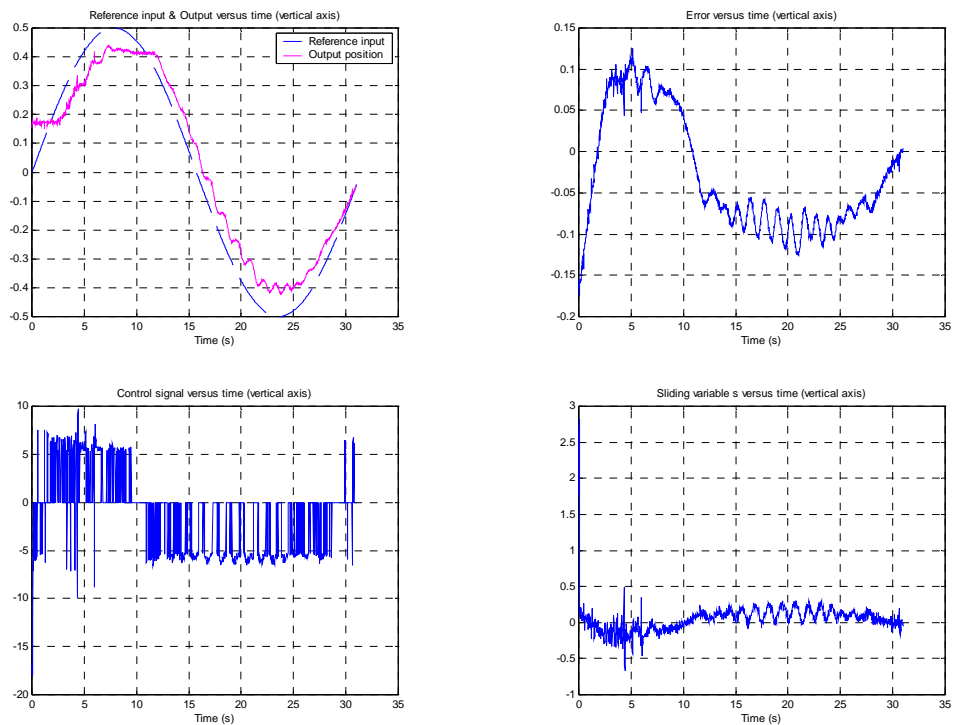 Reference input & Output versus time (vertical axis)
0.5
0.4
0.3
0.2
0.1
0
-0.1
-0.2
-0.3
-0.4
-0.5
0 5 10 15 20 25 30 35
Time (s)
Reference input
Output position
Error versus time (vertical axis)
0.15
0.1
0.05
0
-0.05
-0.1
-0.15
-0.2
0 5 10 15 20 25 30 35
Time (s)
Control signal versus time (vertical axis)
10
5
0
-5
-10
-15
-20
0 5 10 15 20 25 30 35
Time (s)
Sliding variable s versus time (vertical axis)
3
2.5
2
1.5
1
0.5
0
-0.5
-1
0 5 10 15 20 25 30 35
Time (s)